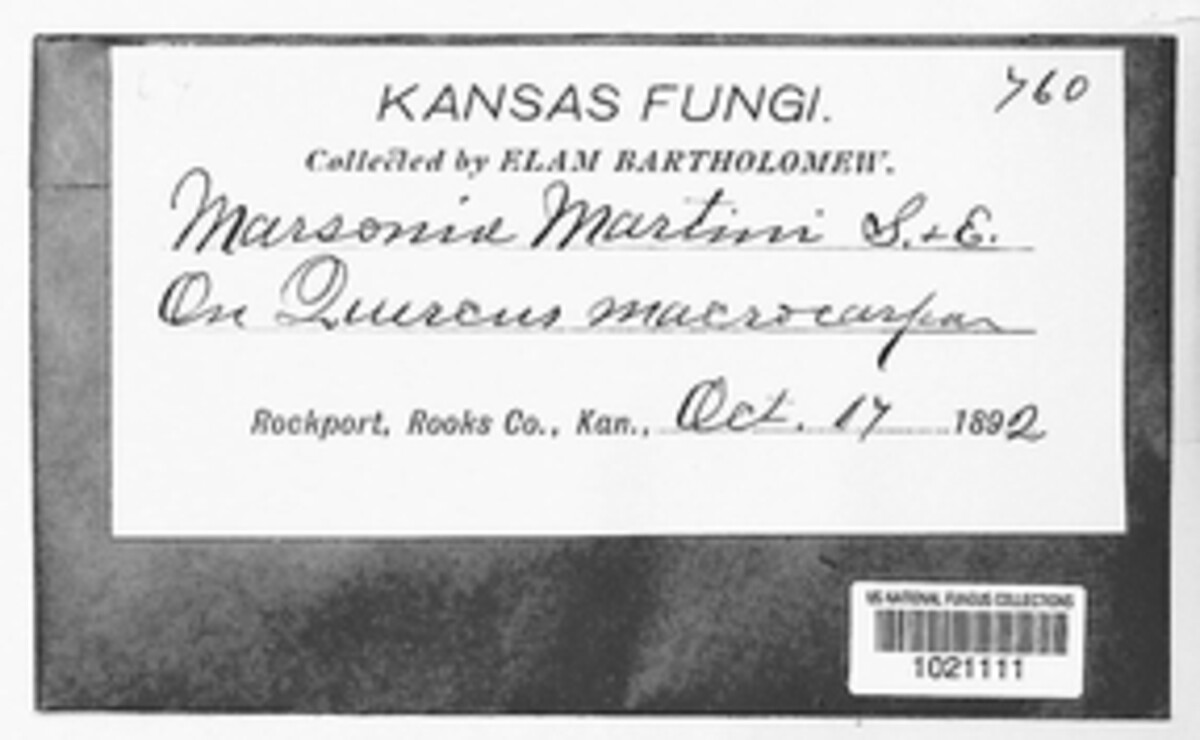 760
KANSAS FUNGI.
Collected by ELAM BARTHOLOMEW.
Marsonia Martini S. & E.
On Quercus macrocarpa
Rockport, Rooks Co., Kan., Oct. 17 1892
US NATIONAL FUNGUS COLLECTIONS
1021111